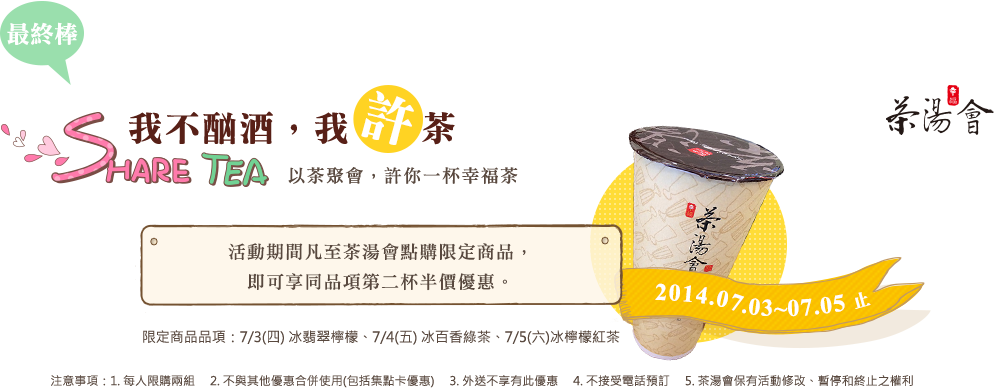 最終棒
我不酗酒，我許茶
SHARE TEA
以茶聚會，許你一杯幸福茶
茶湯會
活動期間凡至茶湯會點購限定商品，
即可享同品項第二杯半價優惠。
茶湯會
2014.07.03~07.05 止
限定商品品項：7/3(四) 冰翡翠檸檬、7/4(五) 冰百香綠茶、7/5(六)冰檸檬紅茶
注意事項：1. 每人限購兩組 2. 不與其他優惠合併使用(包括集點卡優惠) 3. 外送不享有此優惠 4. 不接受電話預訂 5. 茶湯會保有活動修改、暫停和終止之權利